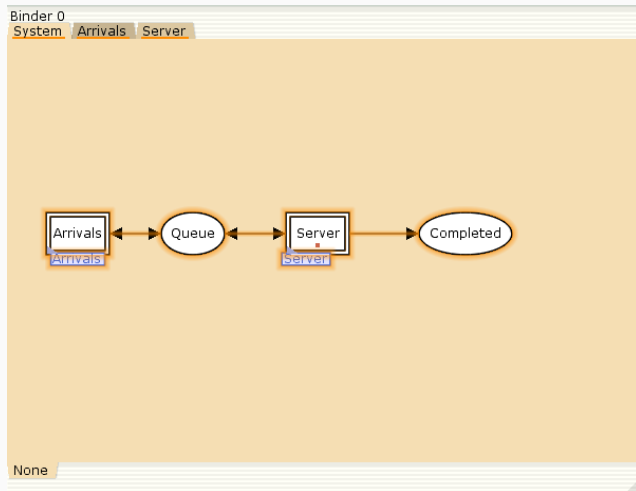 Binder 0
System Arrivals Server
Arrivals Queue Server Completed
Arrivals Server
None